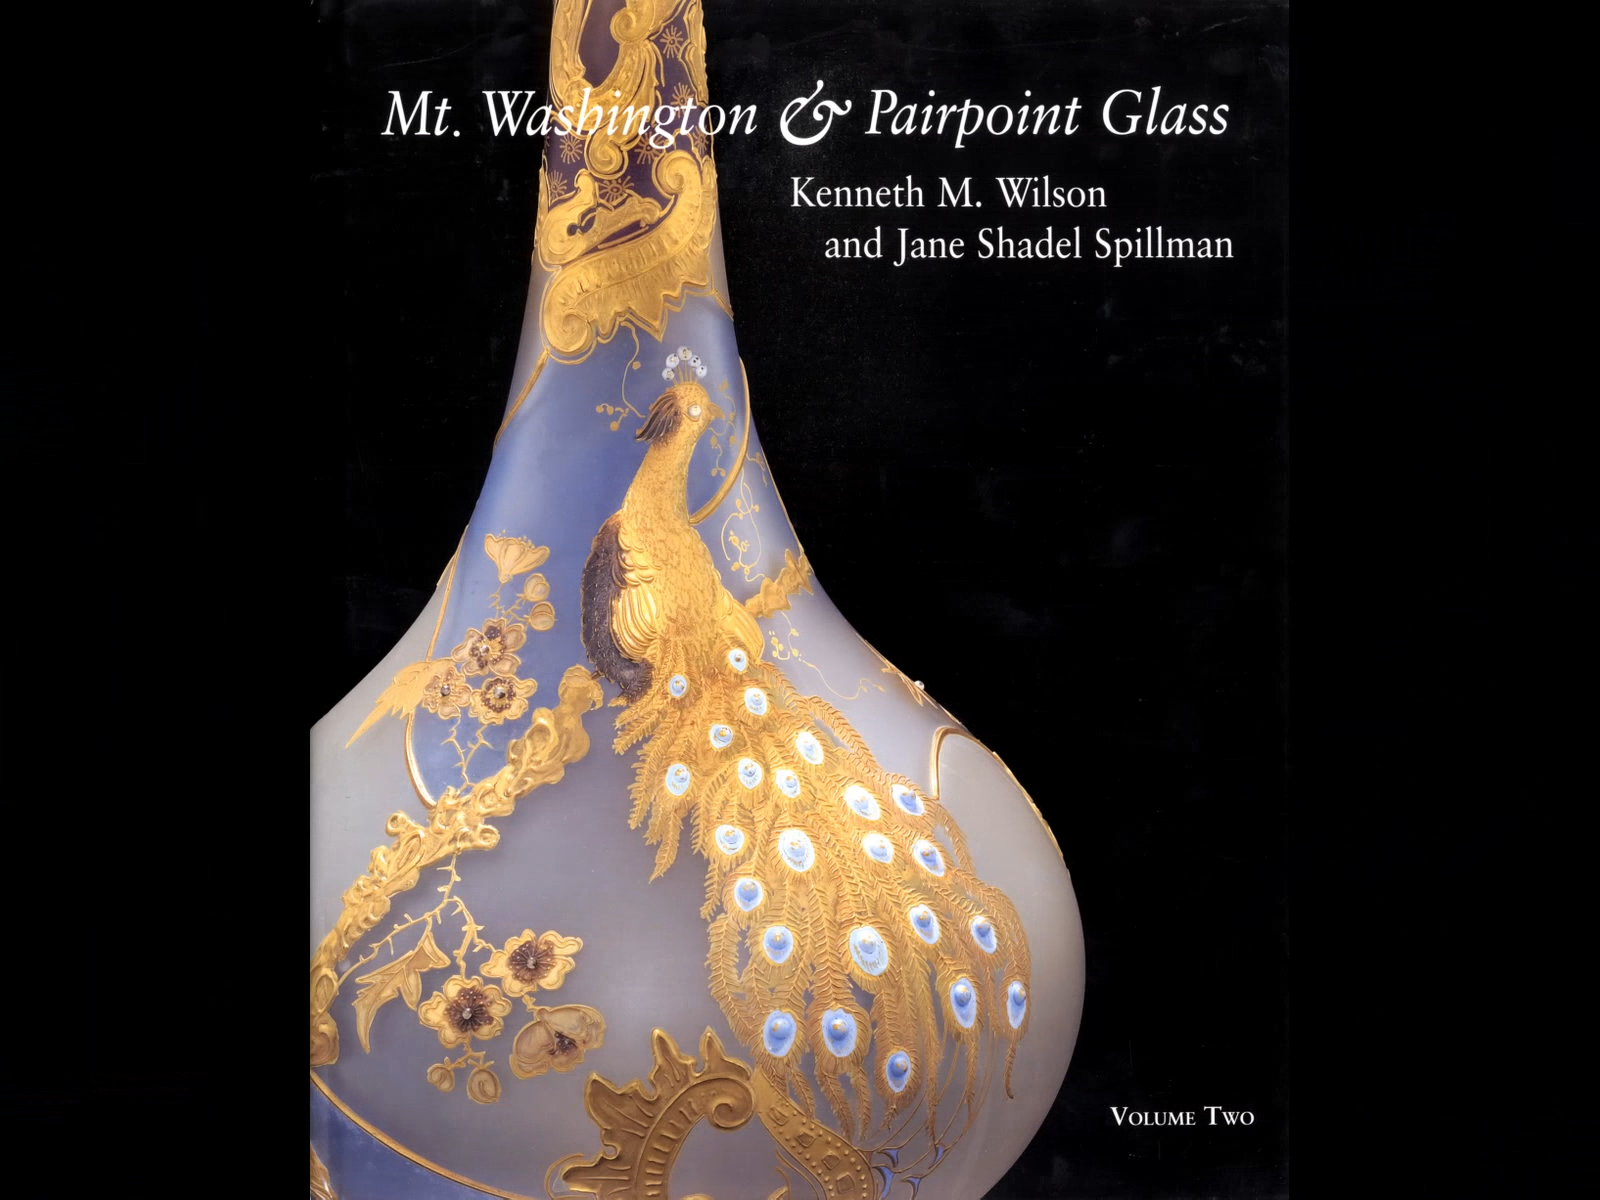 Mt. Washington & Pairpoint Glass
Kenneth M. Wilson
and Jane Shadel Spillman
Volume Two